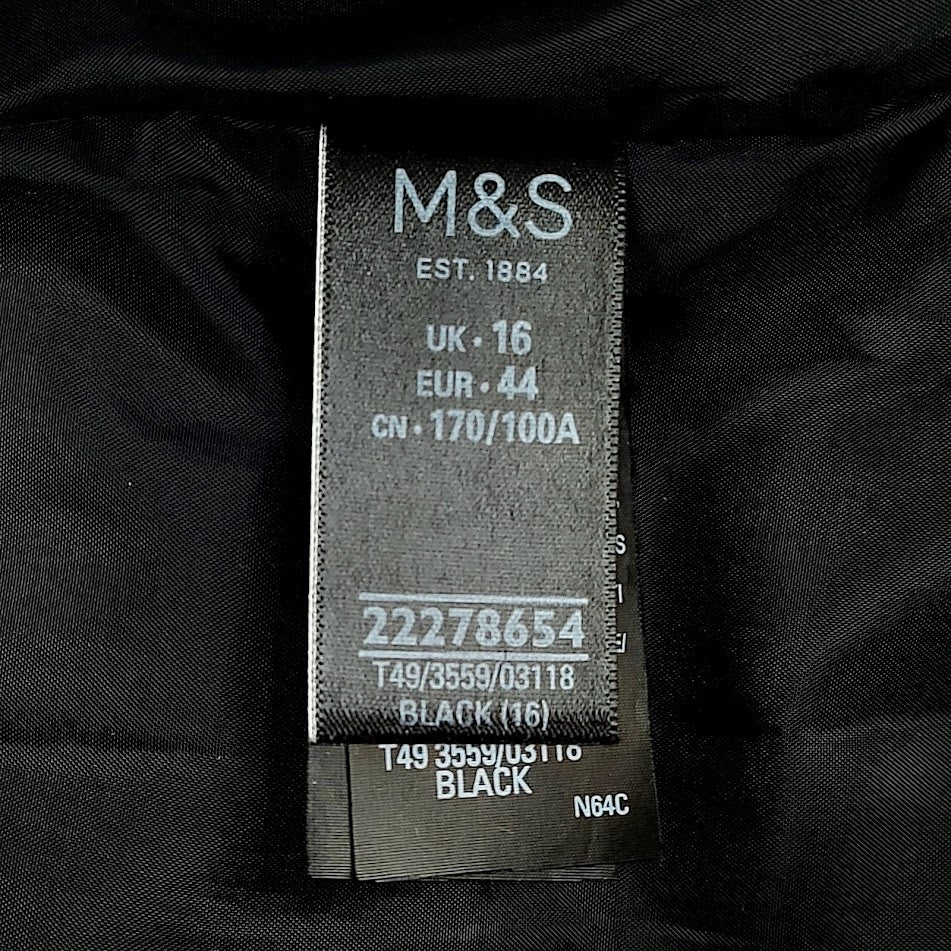 M&S
EST. 1884
UK • 16
EUR • 44
CN • 170/100A
22278654
T49/3559/03118
BLACK (16)
T49 3559/03118
BLACK
N64C